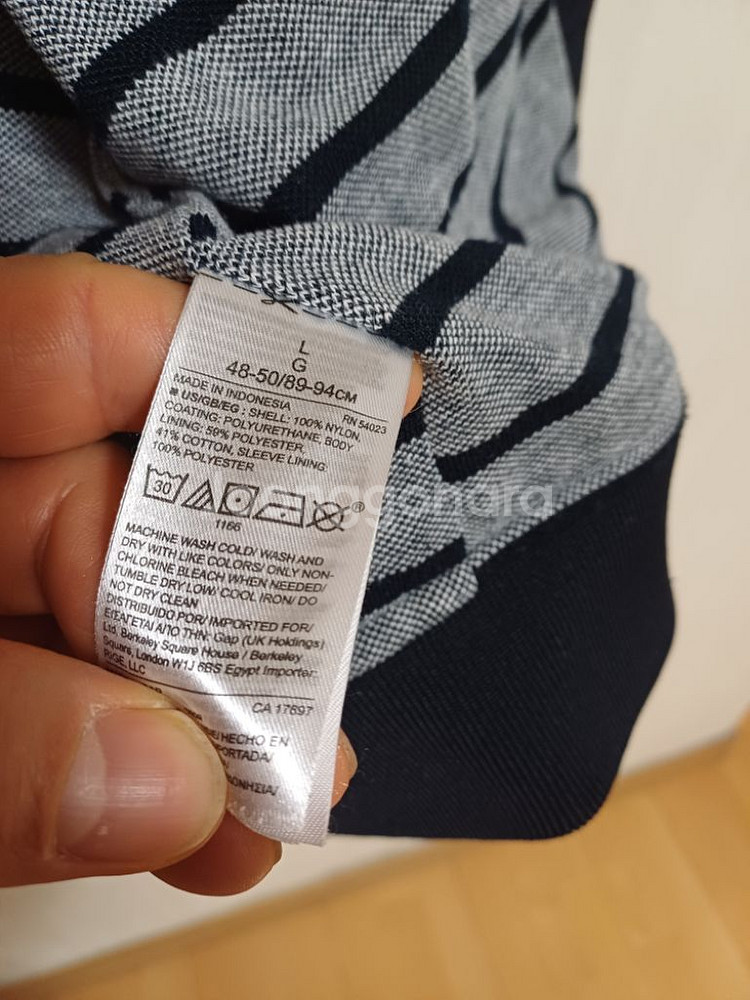 L
G
48-50/89-94CM
MADE IN INDONESIA
RN 54023
■ US/GB/EG ; SHELL: 100% NYLON,
COATING: POLYURETHANE, BODY
LINING: 59% POLYESTER,
41% COTTON, SLEEVE LINING:
100% POLYESTER
30
®
1166
MACHINE WASH COLD/ WASH AND
DRY WITH LIKE COLORS/ ONLY NON-
CHLORINE BLEACH WHEN NEEDED/
TUMBLE DRY LOW/ COOL IRON/ DO
NOT DRY CLEAN
DISTRIBUIDO POR/ IMPORTED FOR/
ΕΙΣΑΓΕΤΑΙ ΑΠΟ ΤΗΝ: Gap (UK Holdings)
Ltd, Berkeley Square House / Berkeley
Square, London W1J 6BS Egypt Importer:
RIGE, LLC
CA 17897
/HECHO EN